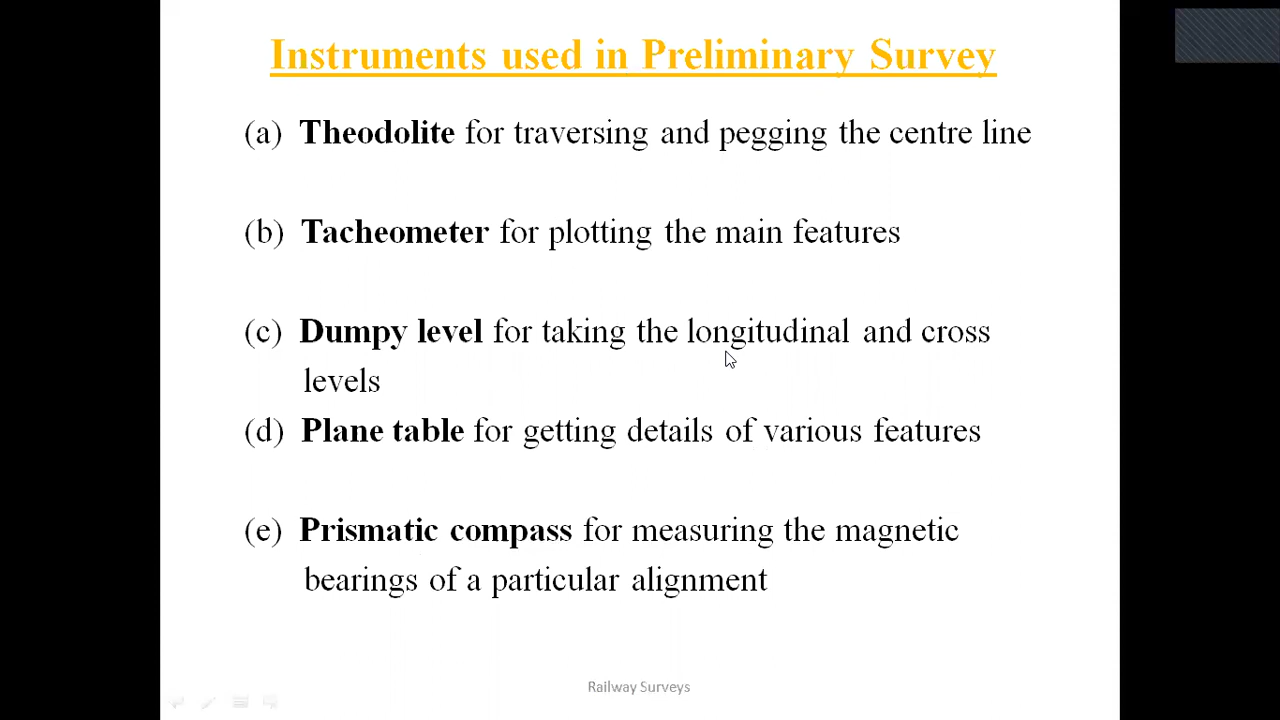 Instruments used in Preliminary Survey
(a) Theodolite for traversing and pegging the centre line
(b) Tacheometer for plotting the main features
(c) Dumpy level for taking the longitudinal and cross
levels
(d) Plane table for getting details of various features
(e) Prismatic compass for measuring the magnetic
bearings of a particular alignment
Railway Surveys